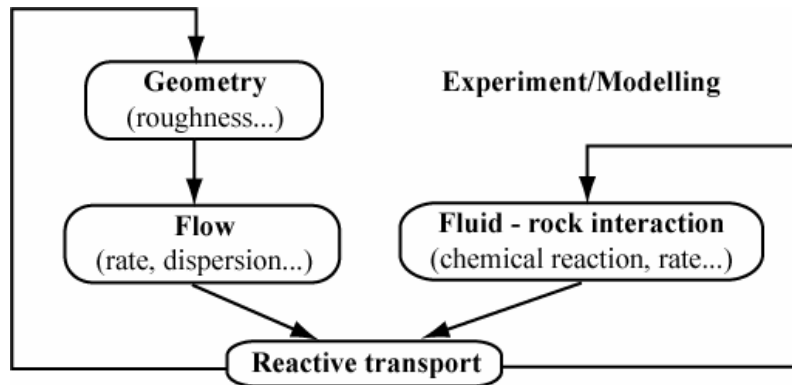 Geometry
(roughness...)
Experiment/Modelling
Flow
(rate, dispersion...)
Fluid - rock interaction
(chemical reaction, rate...)
Reactive transport